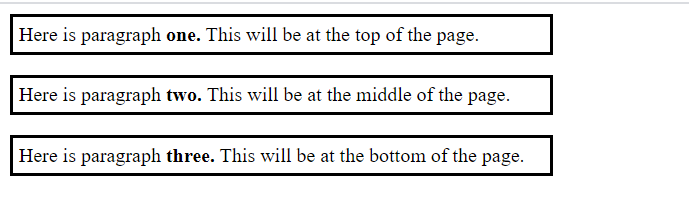 Here is paragraph one. This will be at the top of the page.
Here is paragraph two. This will be at the middle of the page.
Here is paragraph three. This will be at the bottom of the page.